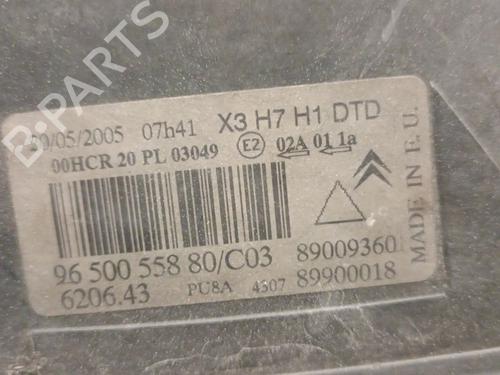 B-PARTS
/05/2005 07h41 X3 H7 H1 DTD
00HCR 20 PL 03049 E2 02A 01 1a
96 500 558 80/C03 89009360
6206.43 PU8A 4507 89900018
MADE IN E.U.